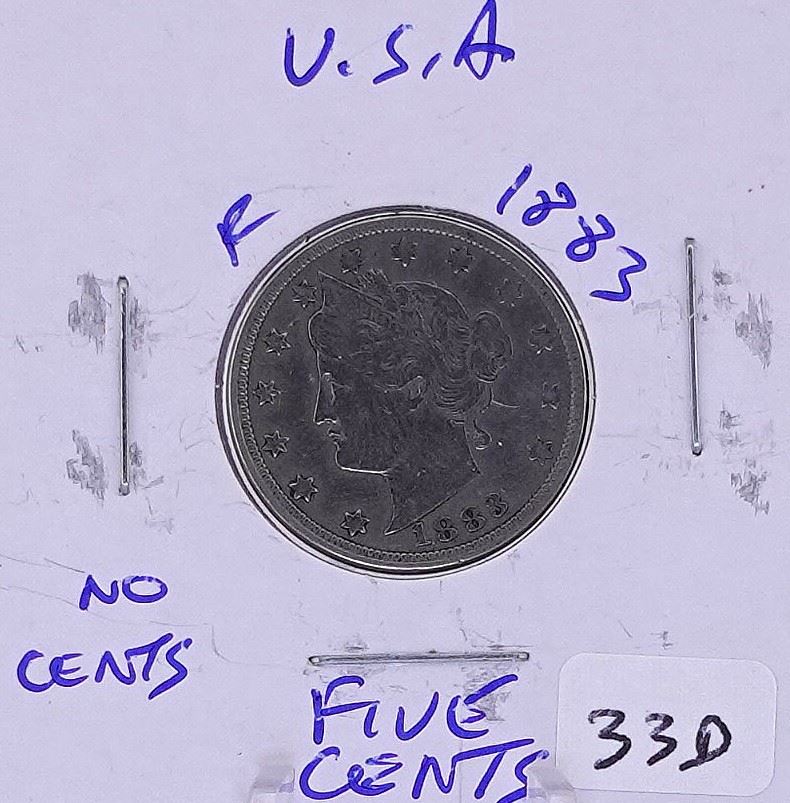 U.S.A
F
1883
1883
NO
CENTS
FIVE
CENTS
33D